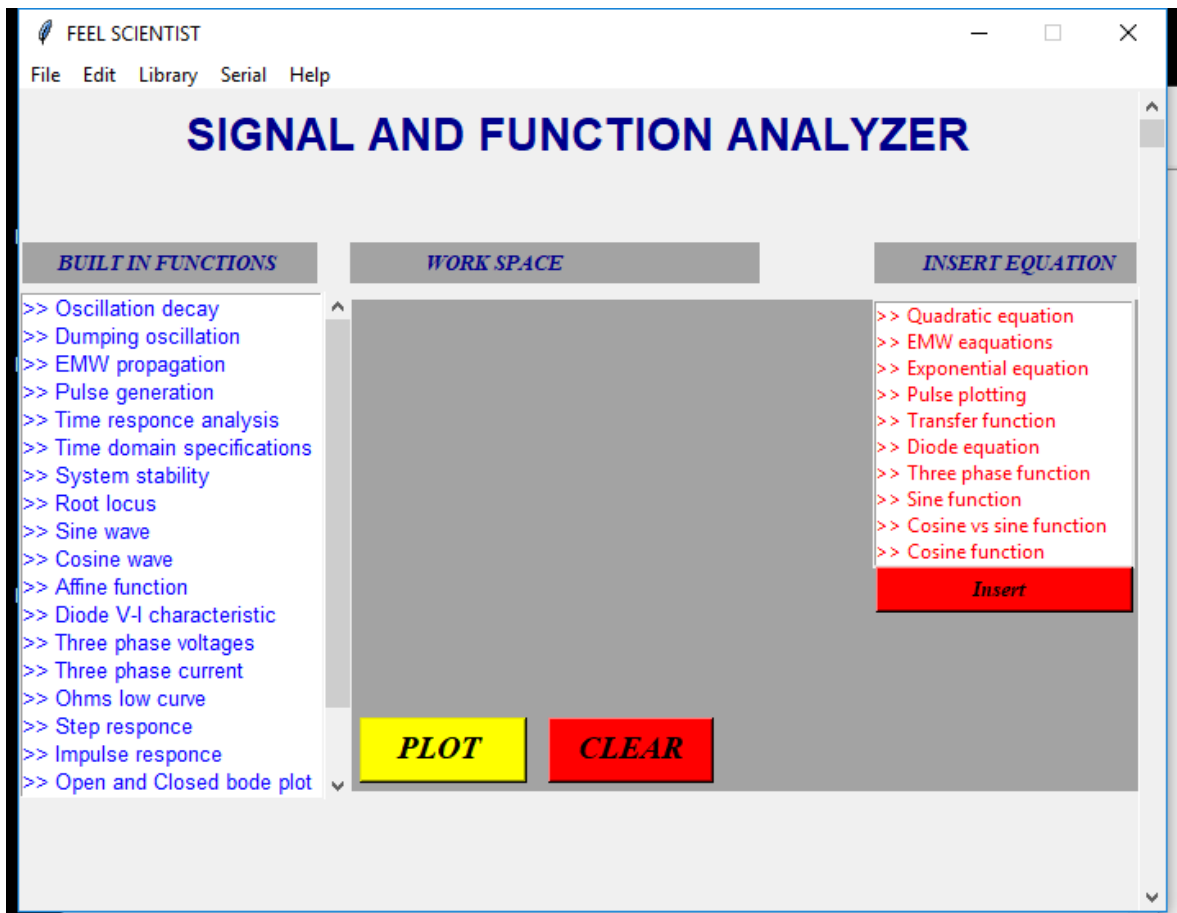 FEEL SCIENTIST
File Edit Library Serial Help
SIGNAL AND FUNCTION ANALYZER
BUILT IN FUNCTIONS
>> Oscillation decay
>> Dumping oscillation
>> EMW propagation
>> Pulse generation
>> Time responce analysis
>> Time domain specifications
>> System stability
>> Root locus
>> Sine wave
>> Cosine wave
>> Affine function
>> Diode V-I characteristic
>> Three phase voltages
>> Three phase current
>> Ohms low curve
>> Step responce
>> Impulse responce
>> Open and Closed bode plot
WORK SPACE
PLOT
CLEAR
INSERT EQUATION
>> Quadratic equation
>> EMW eaquations
>> Exponential equation
>> Pulse plotting
>> Transfer function
>> Diode equation
>> Three phase function
>> Sine function
>> Cosine vs sine function
>> Cosine function
Insert